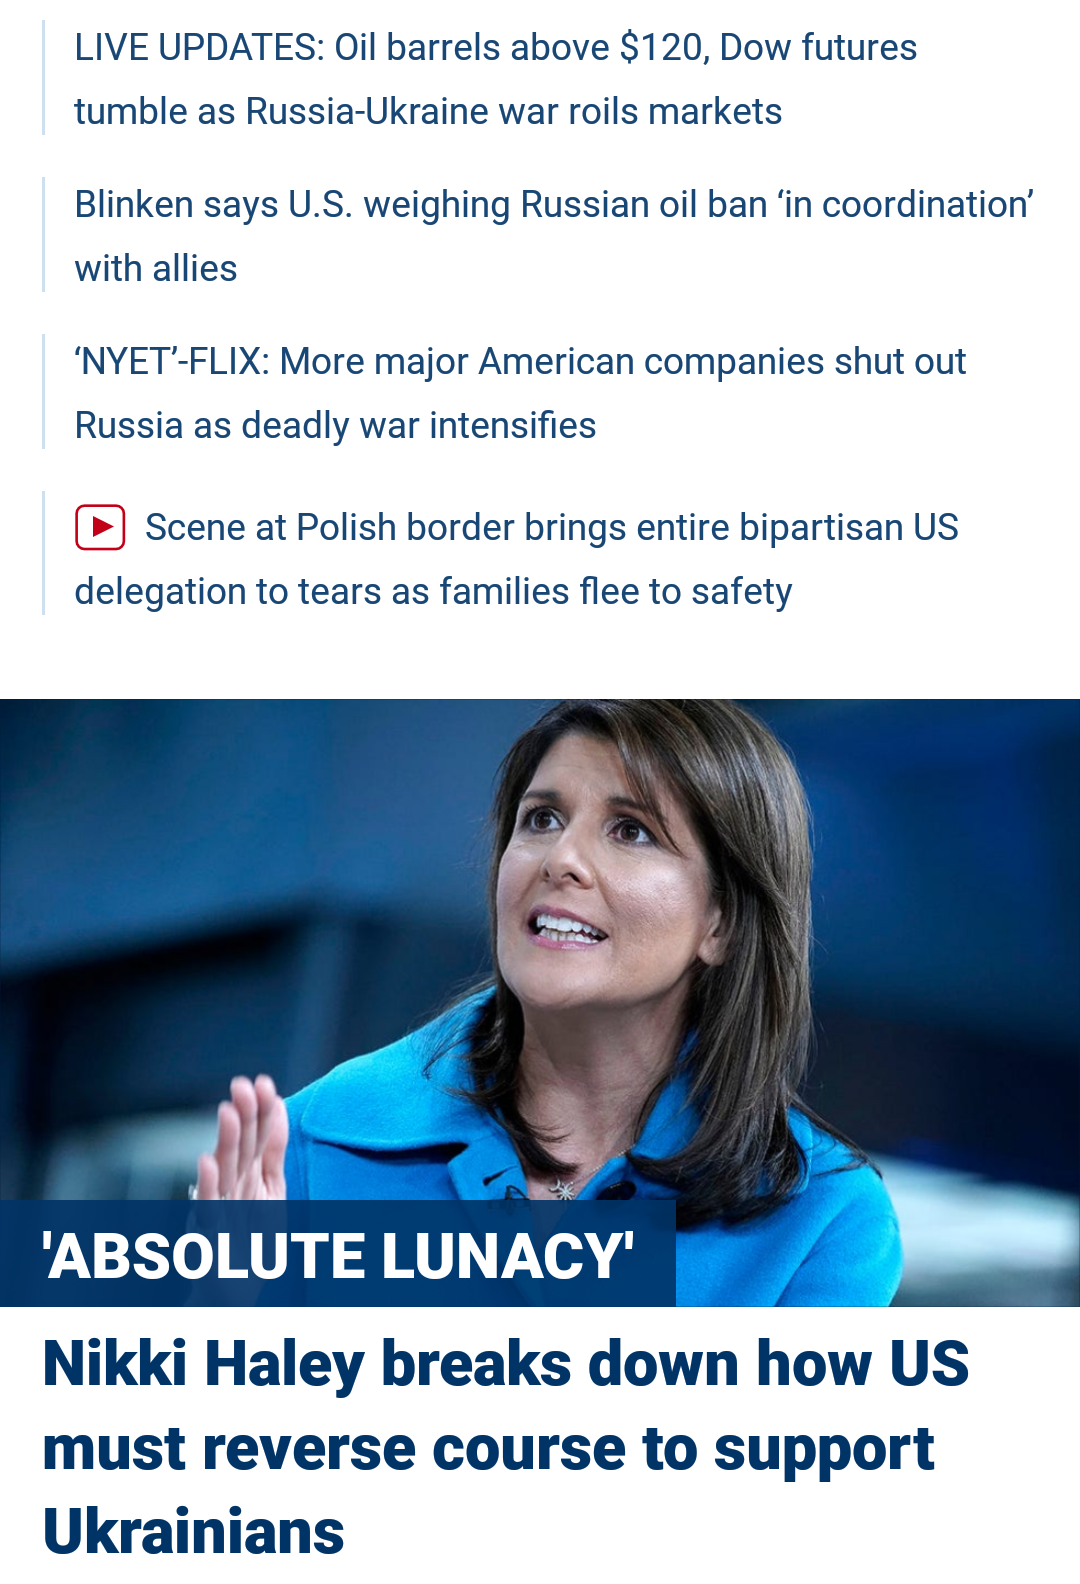 LIVE UPDATES: Oil barrels above $120, Dow futures
tumble as Russia-Ukraine war roils markets
Blinken says U.S. weighing Russian oil ban ‘in coordination’
with allies
‘NYET’-FLIX: More major American companies shut out
Russia as deadly war intensifies
Scene at Polish border brings entire bipartisan US
delegation to tears as families flee to safety
'ABSOLUTE LUNACY'
Nikki Haley breaks down how US
must reverse course to support
Ukrainians